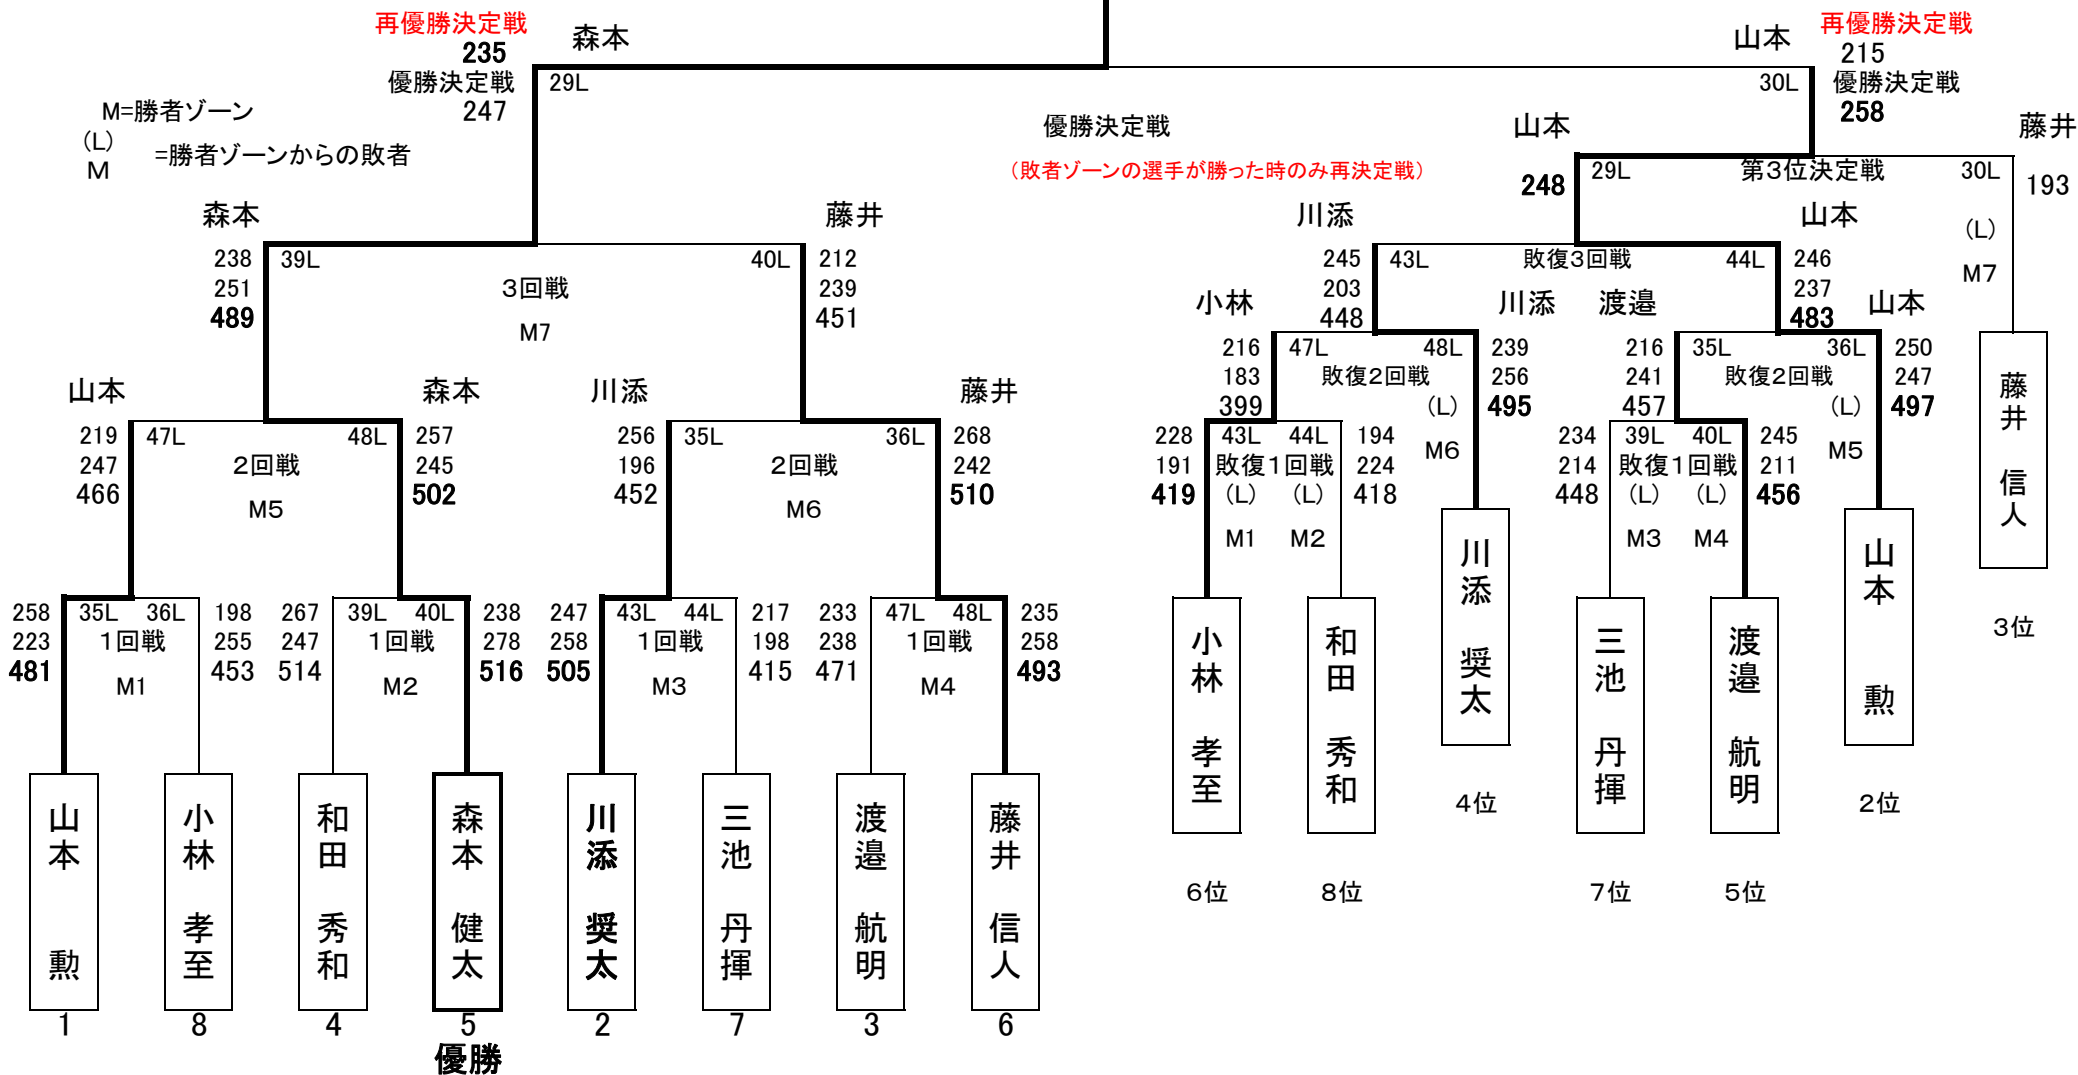 再優勝決定戦 森本 山本 再優勝決定戦
235 215
優勝決定戦 29L 30L 優勝決定戦
247 258
M=勝者ゾーン
(L)
M =勝者ゾーンからの敗者
優勝決定戦 山本 藤井
(敗者ゾーンの選手が勝った時のみ再決定戦)
248 29L 第3位決定戦 30L 193
森本 藤井 川添 山本 (L)
238 39L 40L 212 245 43L 敗復3回戦 44L 246 M7
251 3回戦 239 203 237
489 M7 451 448 483
小林 川添 渡邉 山本
216 47L 48L 239 216 35L 36L 250
183 敗復2回戦 256 241 敗復2回戦 247
399 (L) 495 457 (L) 497
M6 M5
山本 森本 川添 藤井
219 47L 48L 257 256 35L 36L 268
247 2回戦 245 196 2回戦 242
466 M5 502 452 M6 510
228 43L 44L 194 234 39L 40L 245
191 敗復1回戦 224 214 敗復1回戦 211
419 (L) (L) 418 448 (L) (L) 456
M1 M2 M3 M4
258 35L 36L 198 267 39L 40L 238 247 43L 44L 217 233 47L 48L 235
223 1回戦 255 247 1回戦 278 258 1回戦 198 238 1回戦 258
481 M1 453 514 M2 516 505 M3 415 471 M4 493
山本 勲
小林 孝至
和田 秀和
森本 健太
川添 奨太
三池 丹揮
渡邉 航明
藤井 信人
1 8 4 5 2 7 3 6
優勝
小林 孝至
6位
和田 秀和
8位
川添 奨太
4位
三池 丹揮
7位
渡邉 航明
5位
山本 勲
2位
藤井 信人
3位